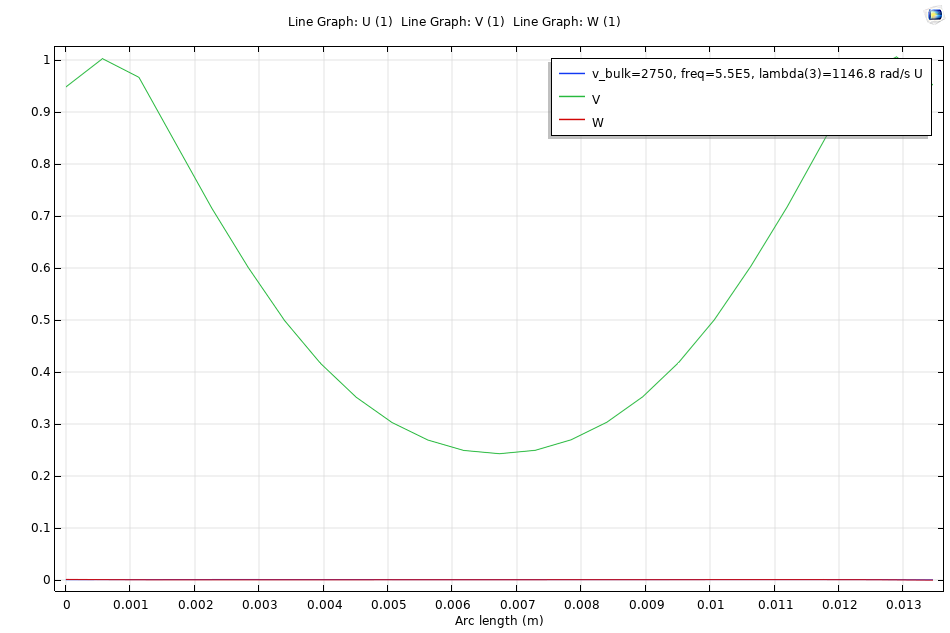 Line Graph: U (1)  Line Graph: V (1)  Line Graph: W (1)
v_bulk=2750, freq=5.5E5, lambda(3)=1146.8 rad/s U
V
W
1
0.9
0.8
0.7
0.6
0.5
0.4
0.3
0.2
0.1
0
0 0.001 0.002 0.003 0.004 0.005 0.006 0.007 0.008 0.009 0.01 0.011 0.012 0.013
Arc length (m)